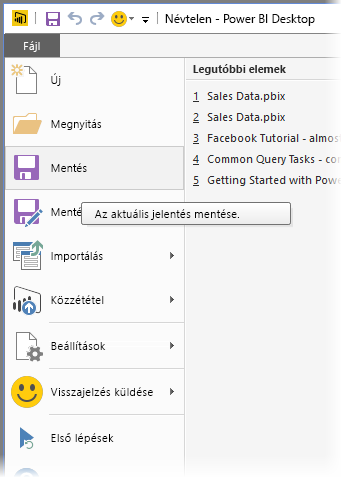 Névtelen - Power BI Desktop
Fájl
Új
Megnyitás
Mentés
Menté
Az aktuális jelentés mentése.
Importálás
Közzététel
Beállítások
Visszajelzés küldése
Első lépések
Legutóbbi elemek
1 Sales Data.pbix
2 Sales Data.pbix
3 Facebook Tutorial - almos
4 Common Query Tasks - co
5 Getting Started with Powe